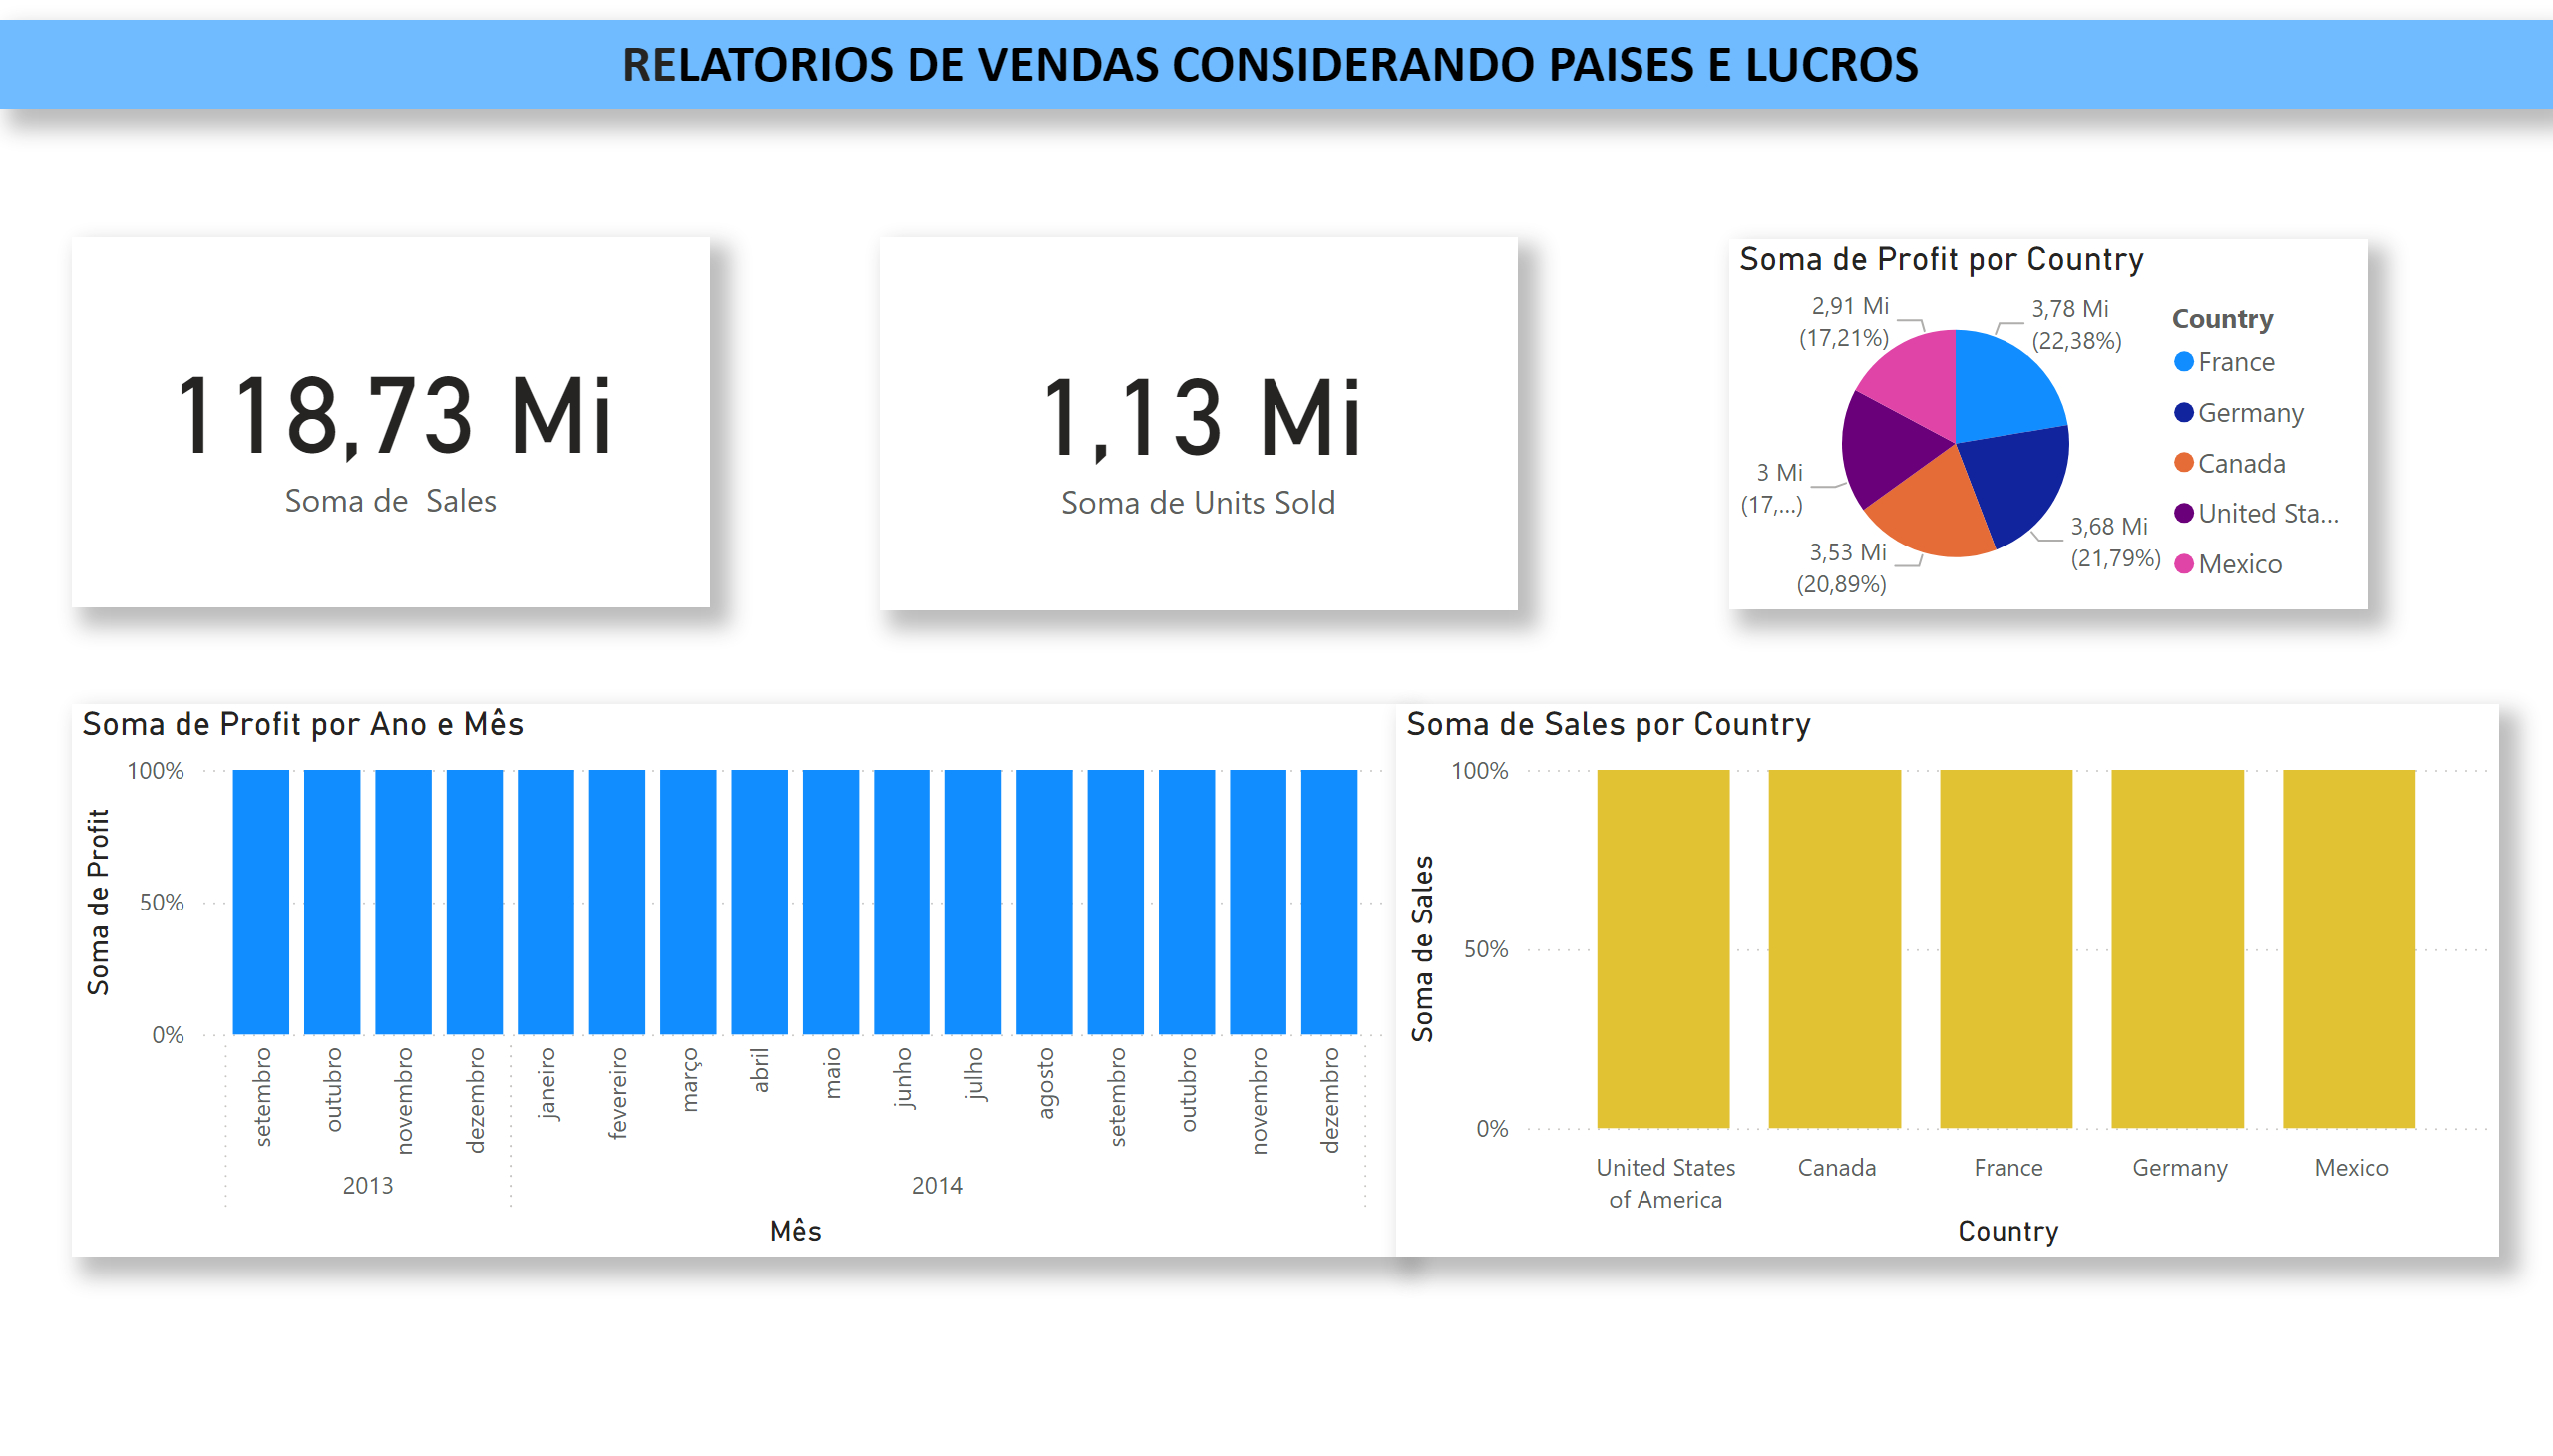 RELATORIOS DE VENDAS CONSIDERANDO PAISES E LUCROS
118,73 Mi
Soma de  Sales
1,13 Mi
Soma de Units Sold
Soma de Profit por Country
2,91 Mi
(17,21%)
3,78 Mi
(22,38%)
3 Mi
(17,...)
3,53 Mi
(20,89%)
3,68 Mi
(21,79%)
Country
France
Germany
Canada
United Sta...
Mexico
Soma de Profit por Ano e Mês
Soma de Profit
100%
50%
0%
setembro
outubro
novembro
dezembro
janeiro
fevereiro
março
abril
maio
junho
julho
agosto
setembro
outubro
novembro
dezembro
2013
2014
Mês
Soma de Sales por Country
Soma de Sales
100%
50%
0%
United States
of America
Canada
France
Germany
Mexico
Country